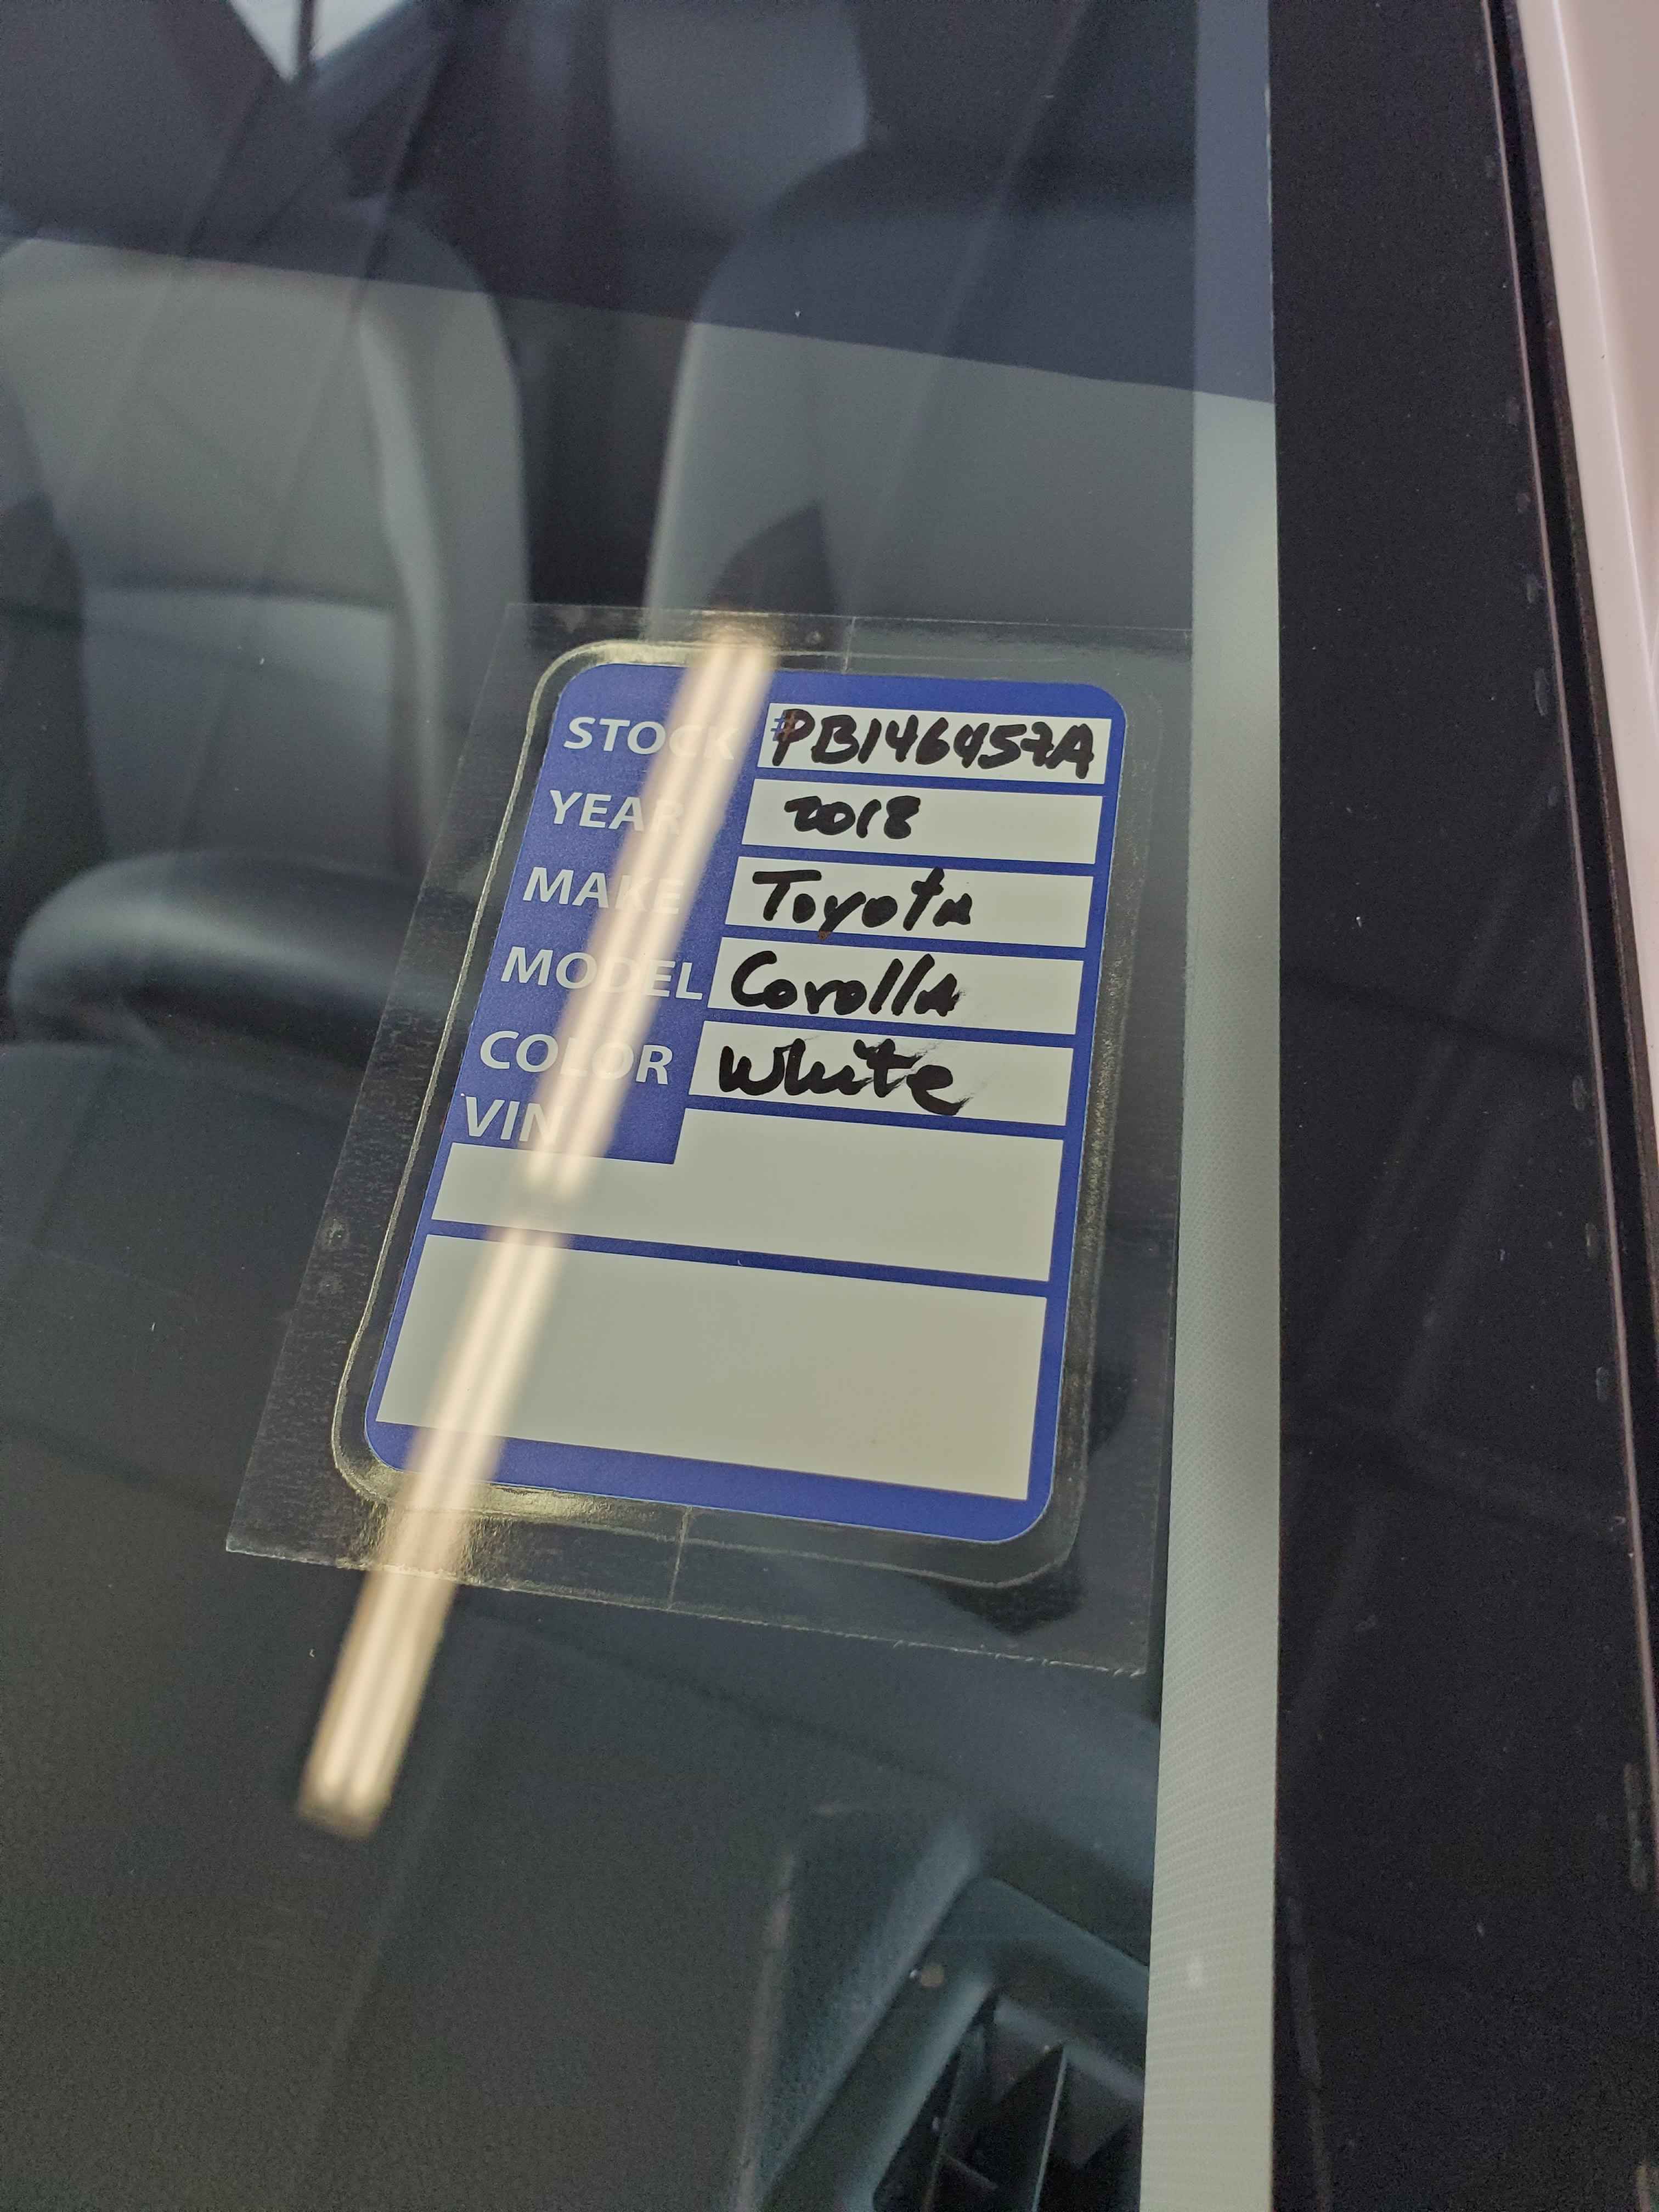 STOCK #PB146457A
YEAR 2018
MAKE Toyota
MODEL Corolla
COLOR White
VIN